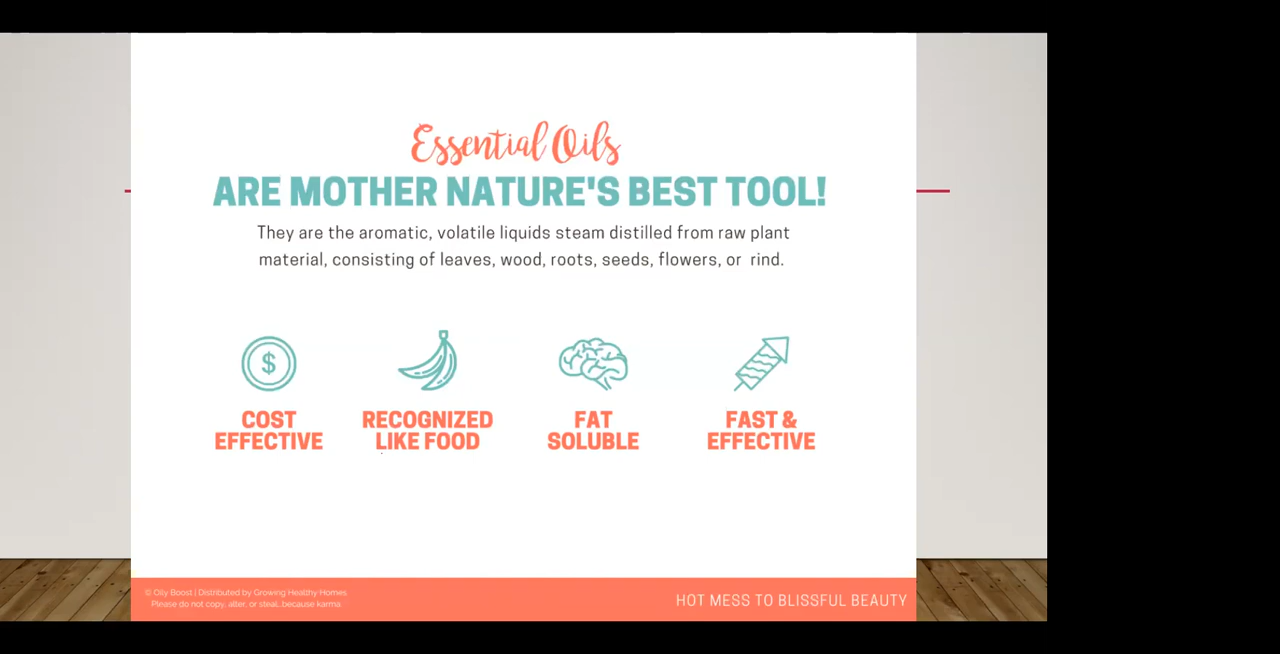 Essential Oils
ARE MOTHER NATURE'S BEST TOOL!
They are the aromatic, volatile liquids steam distilled from raw plant
material, consisting of leaves, wood, roots, seeds, flowers, or rind.
$
COST
EFFECTIVE
RECOGNIZED
LIKE FOOD
FAT
SOLUBLE
FAST &
EFFECTIVE
© Oily Boost | Distributed by Growing Healthy Homes.
Please do not copy, alter, or steal...because karma.
HOT MESS TO BLISSFUL BEAUTY